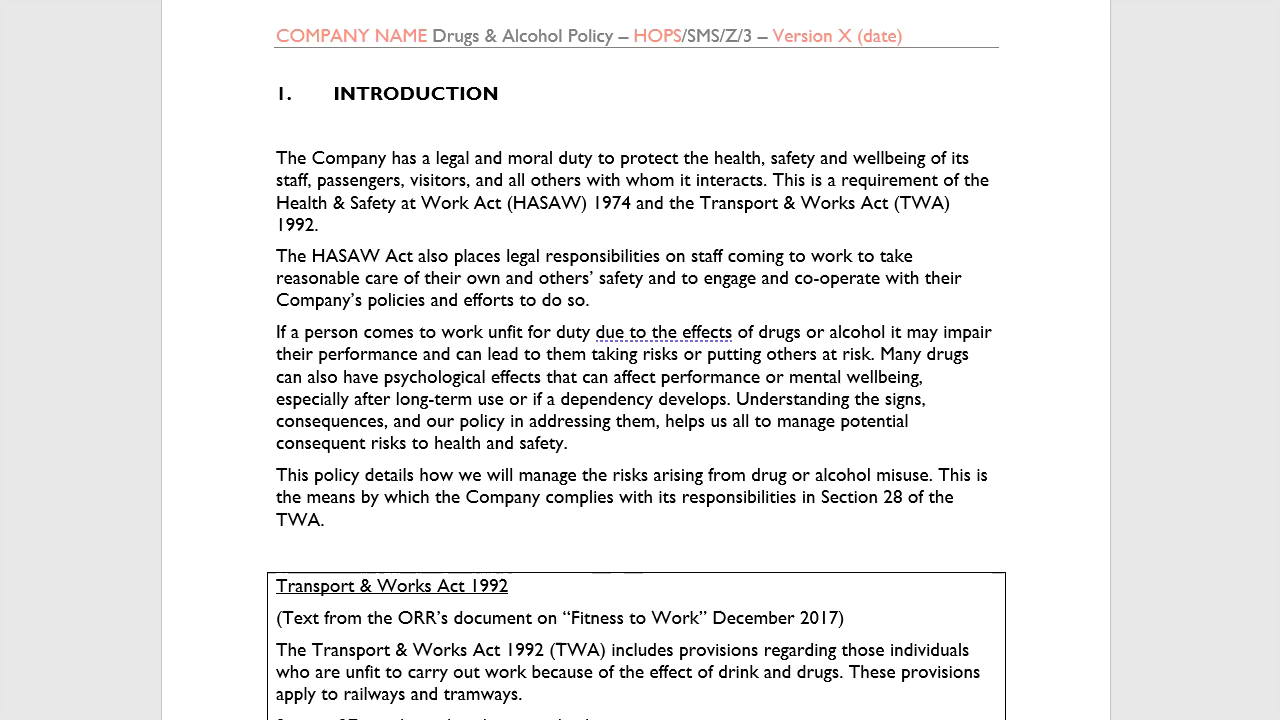 COMPANY NAME Drugs & Alcohol Policy – HOPS/SMS/Z/3 – Version X (date)
1. INTRODUCTION
The Company has a legal and moral duty to protect the health, safety and wellbeing of its
staff, passengers, visitors, and all others with whom it interacts. This is a requirement of the
Health & Safety at Work Act (HASAW) 1974 and the Transport & Works Act (TWA)
1992.
The HASAW Act also places legal responsibilities on staff coming to work to take
reasonable care of their own and others’ safety and to engage and co-operate with their
Company’s policies and efforts to do so.
If a person comes to work unfit for duty due to the effects of drugs or alcohol it may impair
their performance and can lead to them taking risks or putting others at risk. Many drugs
can also have psychological effects that can affect performance or mental wellbeing,
especially after long-term use or if a dependency develops. Understanding the signs,
consequences, and our policy in addressing them, helps us all to manage potential
consequent risks to health and safety.
This policy details how we will manage the risks arising from drug or alcohol misuse. This is
the means by which the Company complies with its responsibilities in Section 28 of the
TWA.
Transport & Works Act 1992
(Text from the ORR’s document on “Fitness to Work” December 2017)
The Transport & Works Act 1992 (TWA) includes provisions regarding those individuals
who are unfit to carry out work because of the effect of drink and drugs. These provisions
apply to railways and tramways.